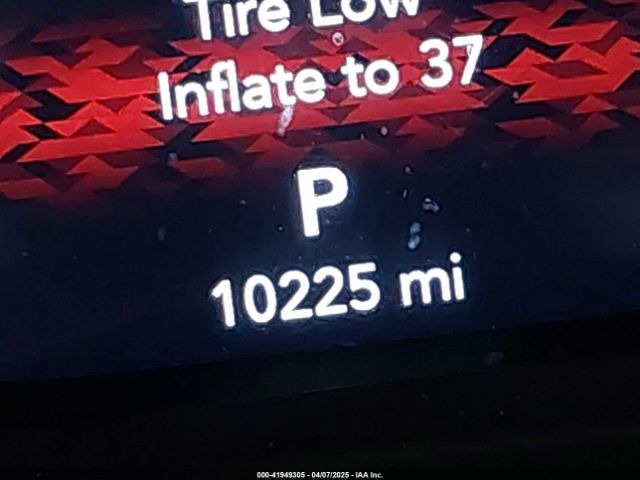 Tire Low
Inflate to 37
P
10225 mi
000-41949305 - 04/07/2025 - IAA Inc.